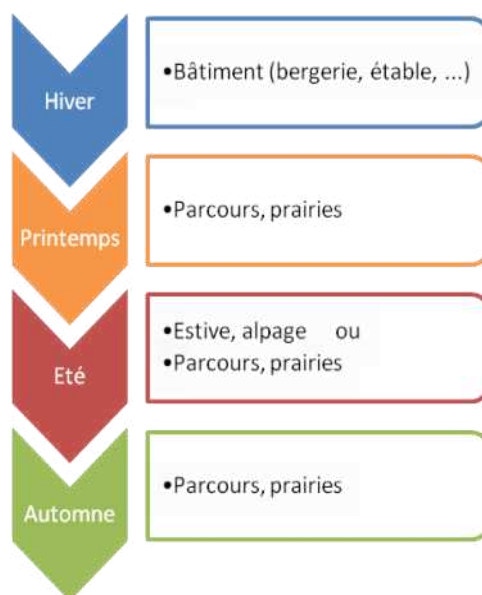 Hiver
•Bâtiment (bergerie, étable, ...)
Printemps
•Parcours, prairies
Eté
•Estive, alpage ou
•Parcours, prairies
Automne
•Parcours, prairies